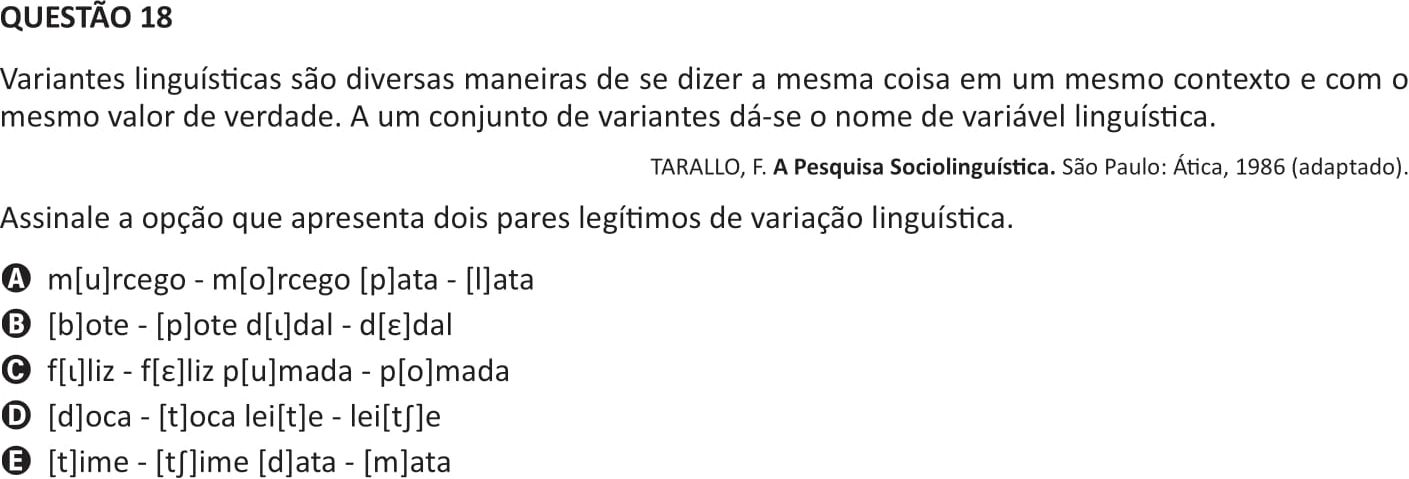 QUESTÃO 18
Variantes linguísticas são diversas maneiras de se dizer a mesma coisa em um mesmo contexto e com o
mesmo valor de verdade. A um conjunto de variantes dá-se o nome de variável linguística.
TARALLO, F. A Pesquisa Sociolinguística. São Paulo: Ática, 1986 (adaptado).
Assinale a opção que apresenta dois pares legítimos de variação linguística.
A m[u]rcego - m[o]rcego [p]ata - [l]ata
B [b]ote - [p]ote d[ɩ]dal - d[ɛ]dal
C f[ɩ]liz - f[ɛ]liz p[u]mada - p[o]mada
D [d]oca - [t]oca lei[t]e - lei[tʃ]e
E [t]ime - [tʃ]ime [d]ata - [m]ata